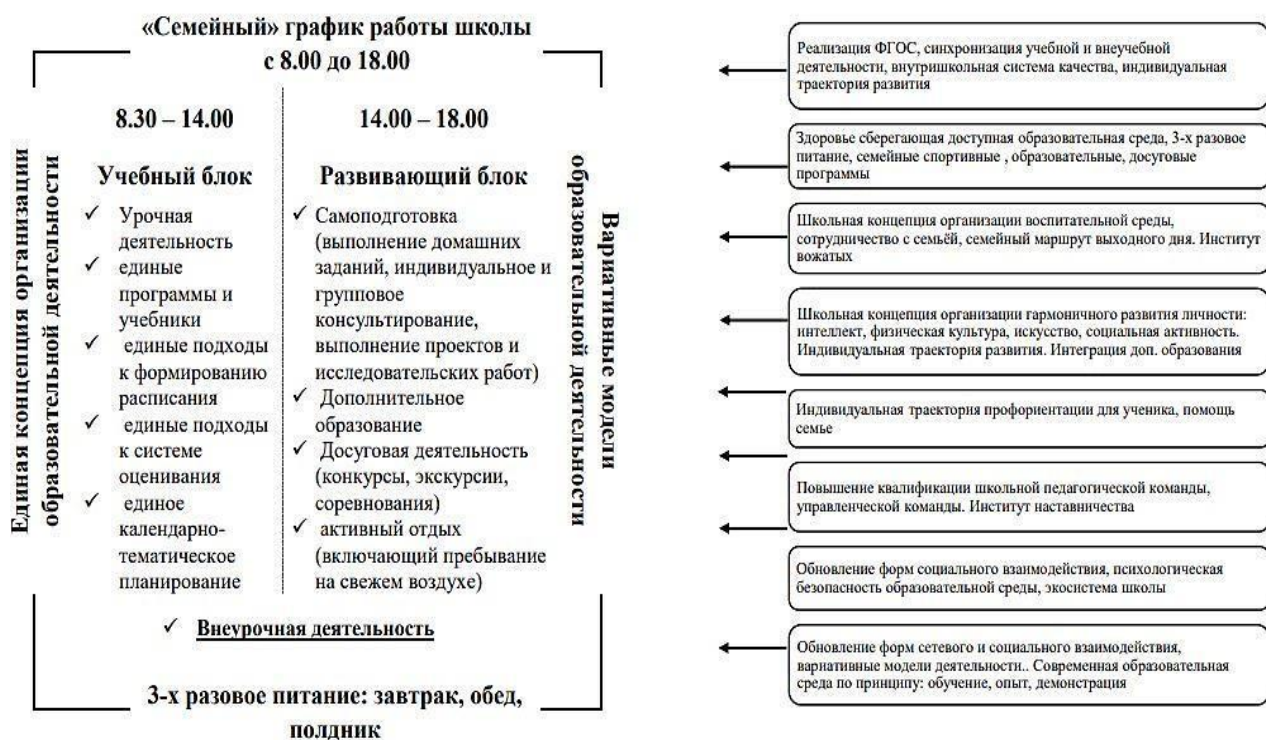 «Семейный» график работы школы
с 8.00 до 18.00
Единая концепция организации
образовательной деятельности
8.30 – 14.00
Учебный блок
✓ Урочная
деятельность
✓ единые
программы и
учебники
✓ единые подходы
к формированию
расписания
✓ единые подходы
к системе
оценивания
✓ единое
календарно-
тематическое
планирование
14.00 – 18.00
Развивающий блок
✓ Самоподготовка
(выполнение домашних
заданий, индивидуальное и
групповое
консультирование,
выполнение проектов и
исследовательских работ)
✓ Дополнительное
образование
✓ Досуговая деятельность
(конкурсы, экскурсии,
соревнования)
✓ активный отдых
(включающий пребывание
на свежем воздухе)
Вариативные модели
образовательной деятельности
✓ Внеурочная деятельность
3-х разовое питание: завтрак, обед,
полдник
Реализация ФГОС, синхронизация учебной и внеучебной
деятельности, внутришкольная система качества, индивидуальная
траектория развития
Здоровье сберегающая доступная образовательная среда, 3-х разовое
питание, семейные спортивные , образовательные, досуговые
программы
Школьная концепция организации воспитательной среды,
сотрудничество с семьёй, семейный маршрут выходного дня. Институт
вожатых
Школьная концепция организации гармоничного развития личности:
интеллект, физическая культура, искусство, социальная активность.
Индивидуальная траектория развития. Интеграция доп. образования
Индивидуальная траектория профориентации для ученика, помощь
семье
Повышение квалификации школьной педагогической команды,
управленческой команды. Институт наставничества
Обновление форм социального взаимодействия, психологическая
безопасность образовательной среды, экосистема школы
Обновление форм сетевого и социального взаимодействия,
вариативные модели деятельности.. Современная образовательная
среда по принципу: обучение, опыт, демонстрация